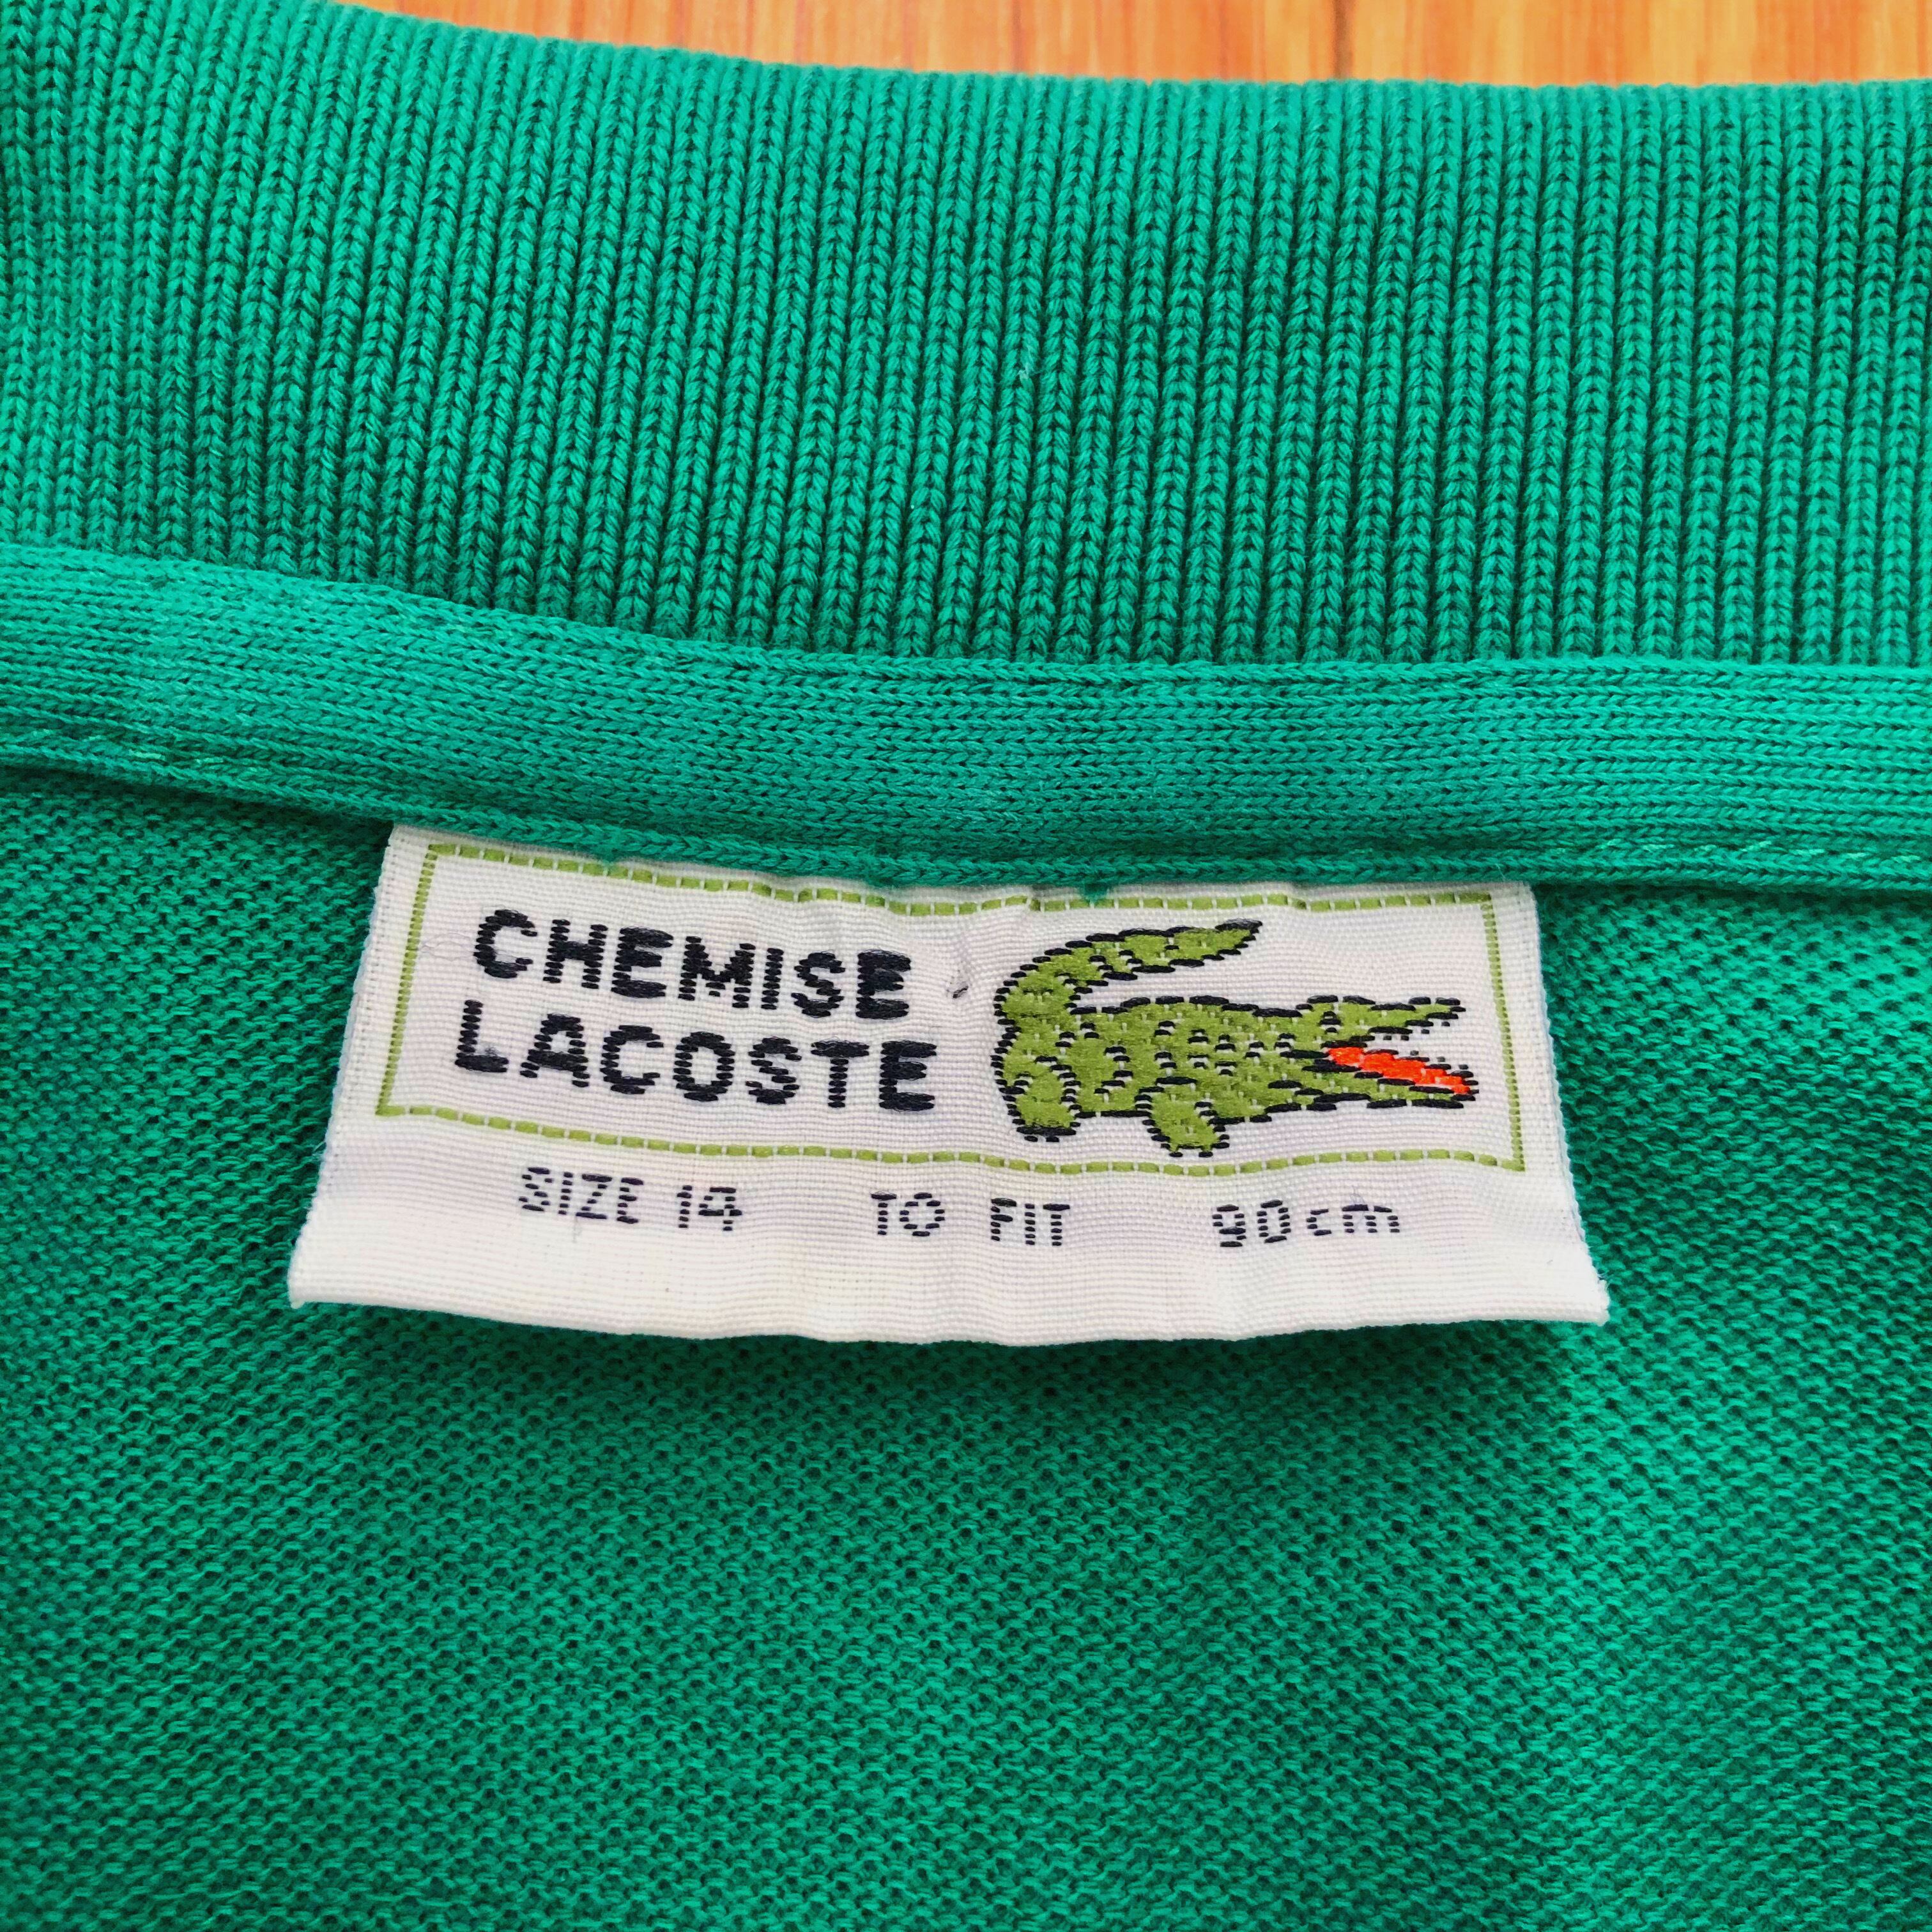 CHEMISE
LACOSTE
SIZE 14 TO FIT 90cm